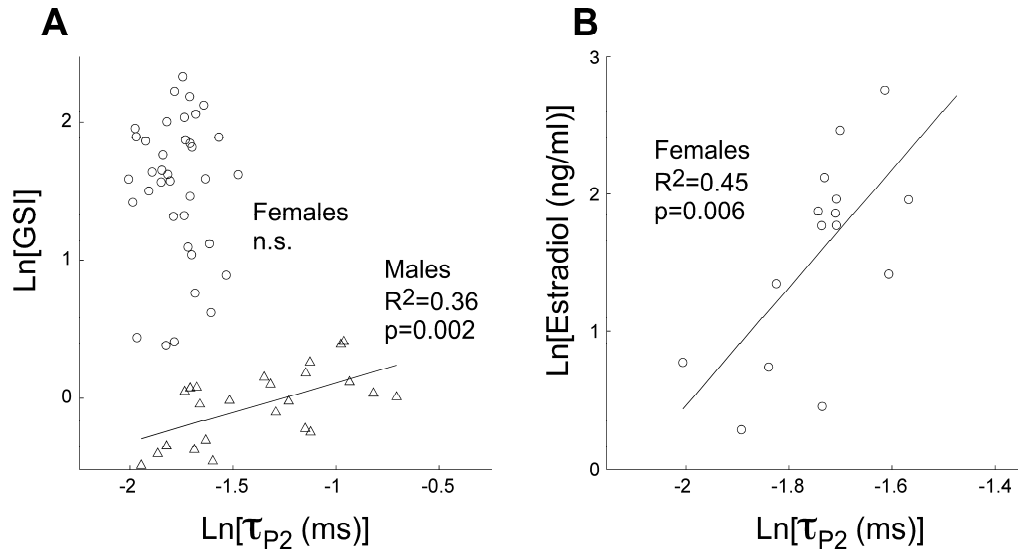 A
Ln[GSI]
2
1
0
Females
n.s.
Males
R²=0.36
p=0.002
-2 -1.5 -1 -0.5
Ln[τP2 (ms)]
B
Ln[Estradiol (ng/ml)]
3
2
1
0
Females
R²=0.45
p=0.006
-2 -1.8 -1.6 -1.4
Ln[τP2 (ms)]